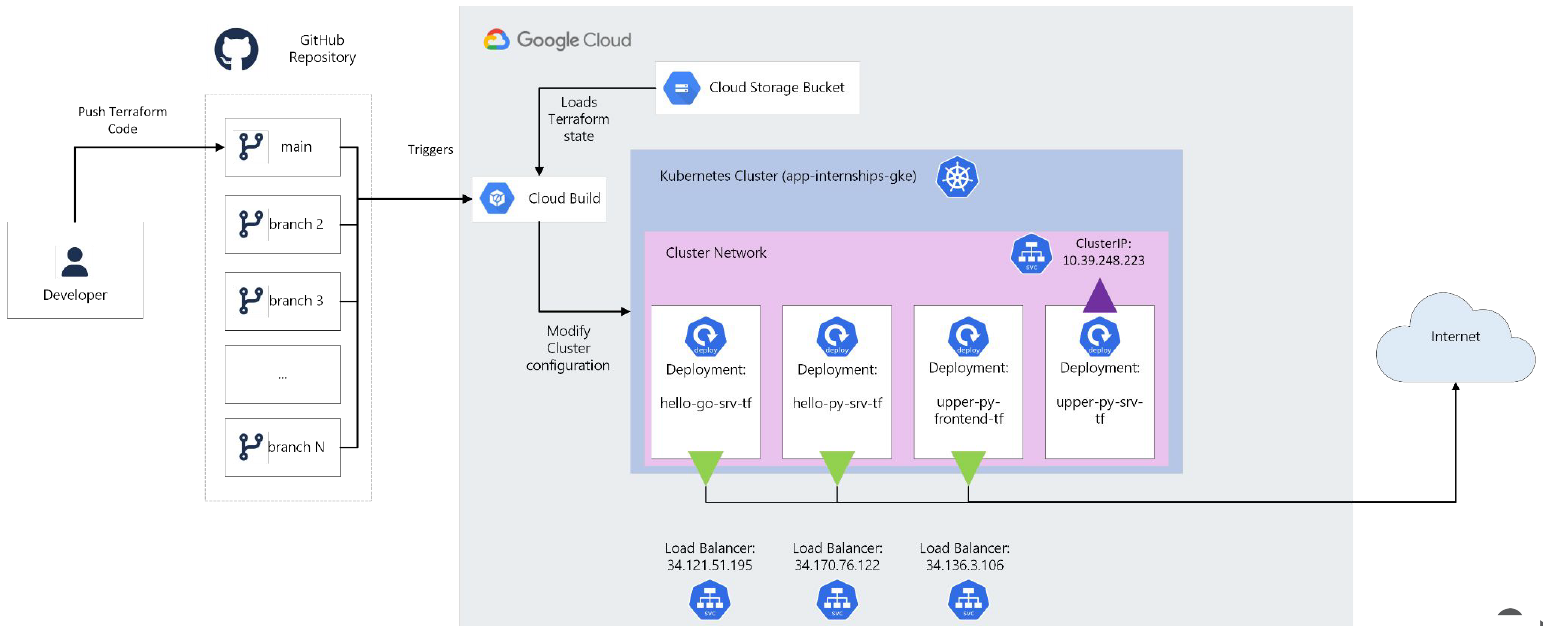 GitHub
Repository
Google Cloud
Cloud Storage Bucket
Push Terraform
Code
Loads
Terraform
state
main
Triggers
Kubernetes Cluster (app-internships-gke)
Cloud Build
branch 2
Cluster Network
svc
ClusterIP:
10.39.248.223
Developer
branch 3
Modify
Cluster
configuration
deploy
Deployment:
hello-go-srv-tf
deploy
Deployment:
hello-py-srv-tf
deploy
Deployment:
upper-py-
frontend-tf
deploy
Deployment:
upper-py-srv-
tf
Internet
...
branch N
Load Balancer:
34.121.51.195
svc
Load Balancer:
34.170.76.122
svc
Load Balancer:
34.136.3.106
svc